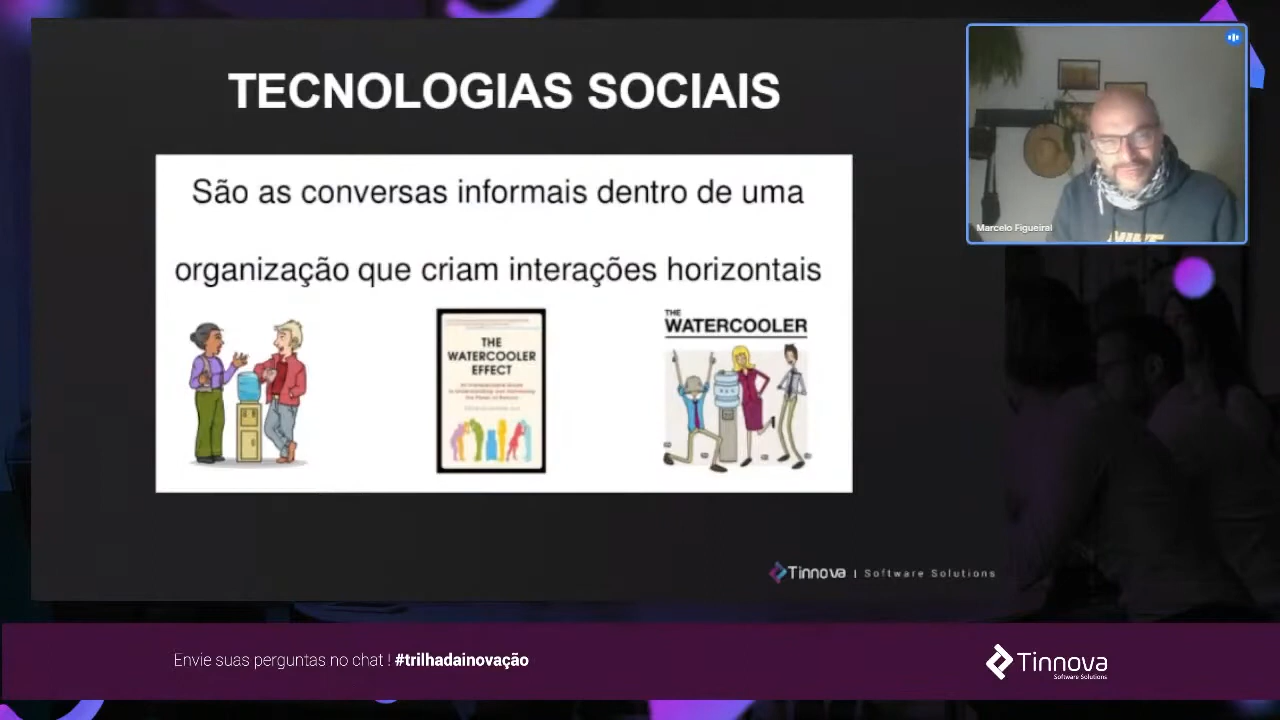 TECNOLOGIAS SOCIAIS
São as conversas informais dentro de uma
organização que criam interações horizontais
THE
WATERCOOLER
EFFECT
THE
WATERCOOLER
Marcelo Figueiral
Tinnova | Software Solutions
Envie suas perguntas no chat ! #trilhadainovação
Tinnova
Software Solutions